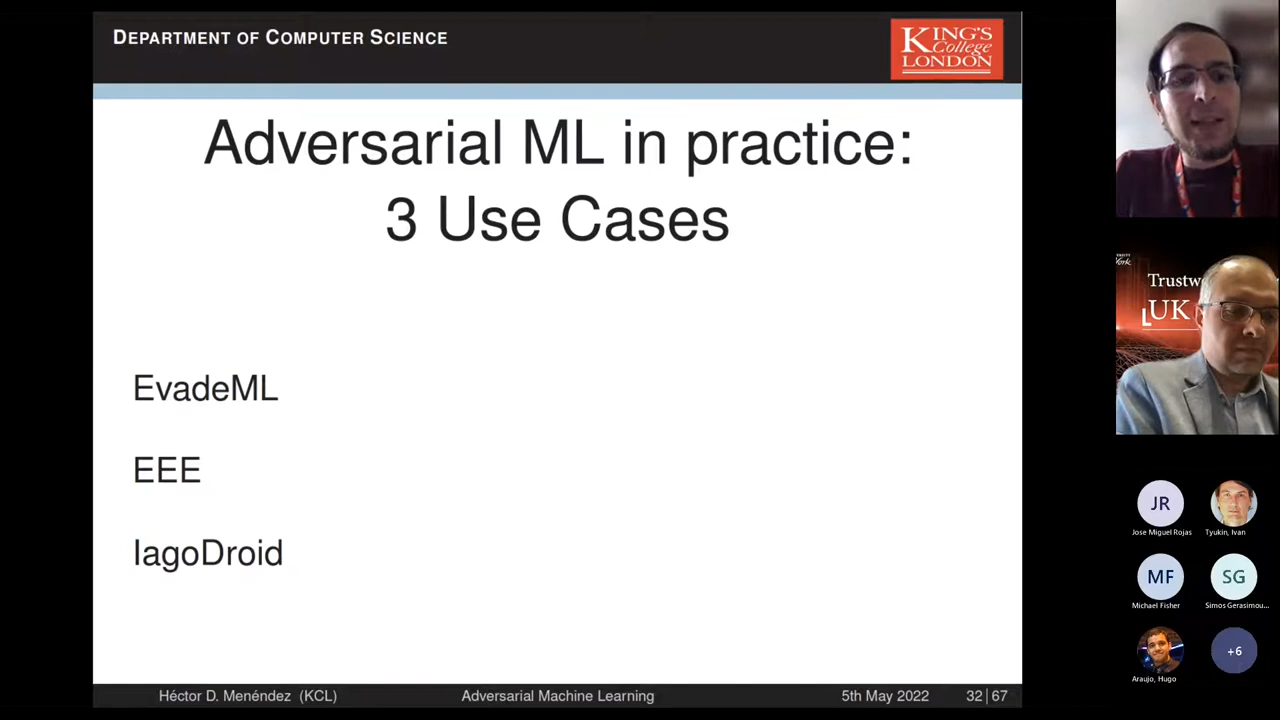 DEPARTMENT OF COMPUTER SCIENCE
KING'S
College
LONDON
Adversarial ML in practice:
3 Use Cases
EvadeML
EEE
IagoDroid
Héctor D. Menéndez (KCL)
Adversarial Machine Learning
5th May 2022
32|67
Trustw
UK
JR
Jose Miguel Rojas
Tyukin, Ivan
MF
Michael Fisher
SG
Simos Gerasimou...
Araujo, Hugo
+6